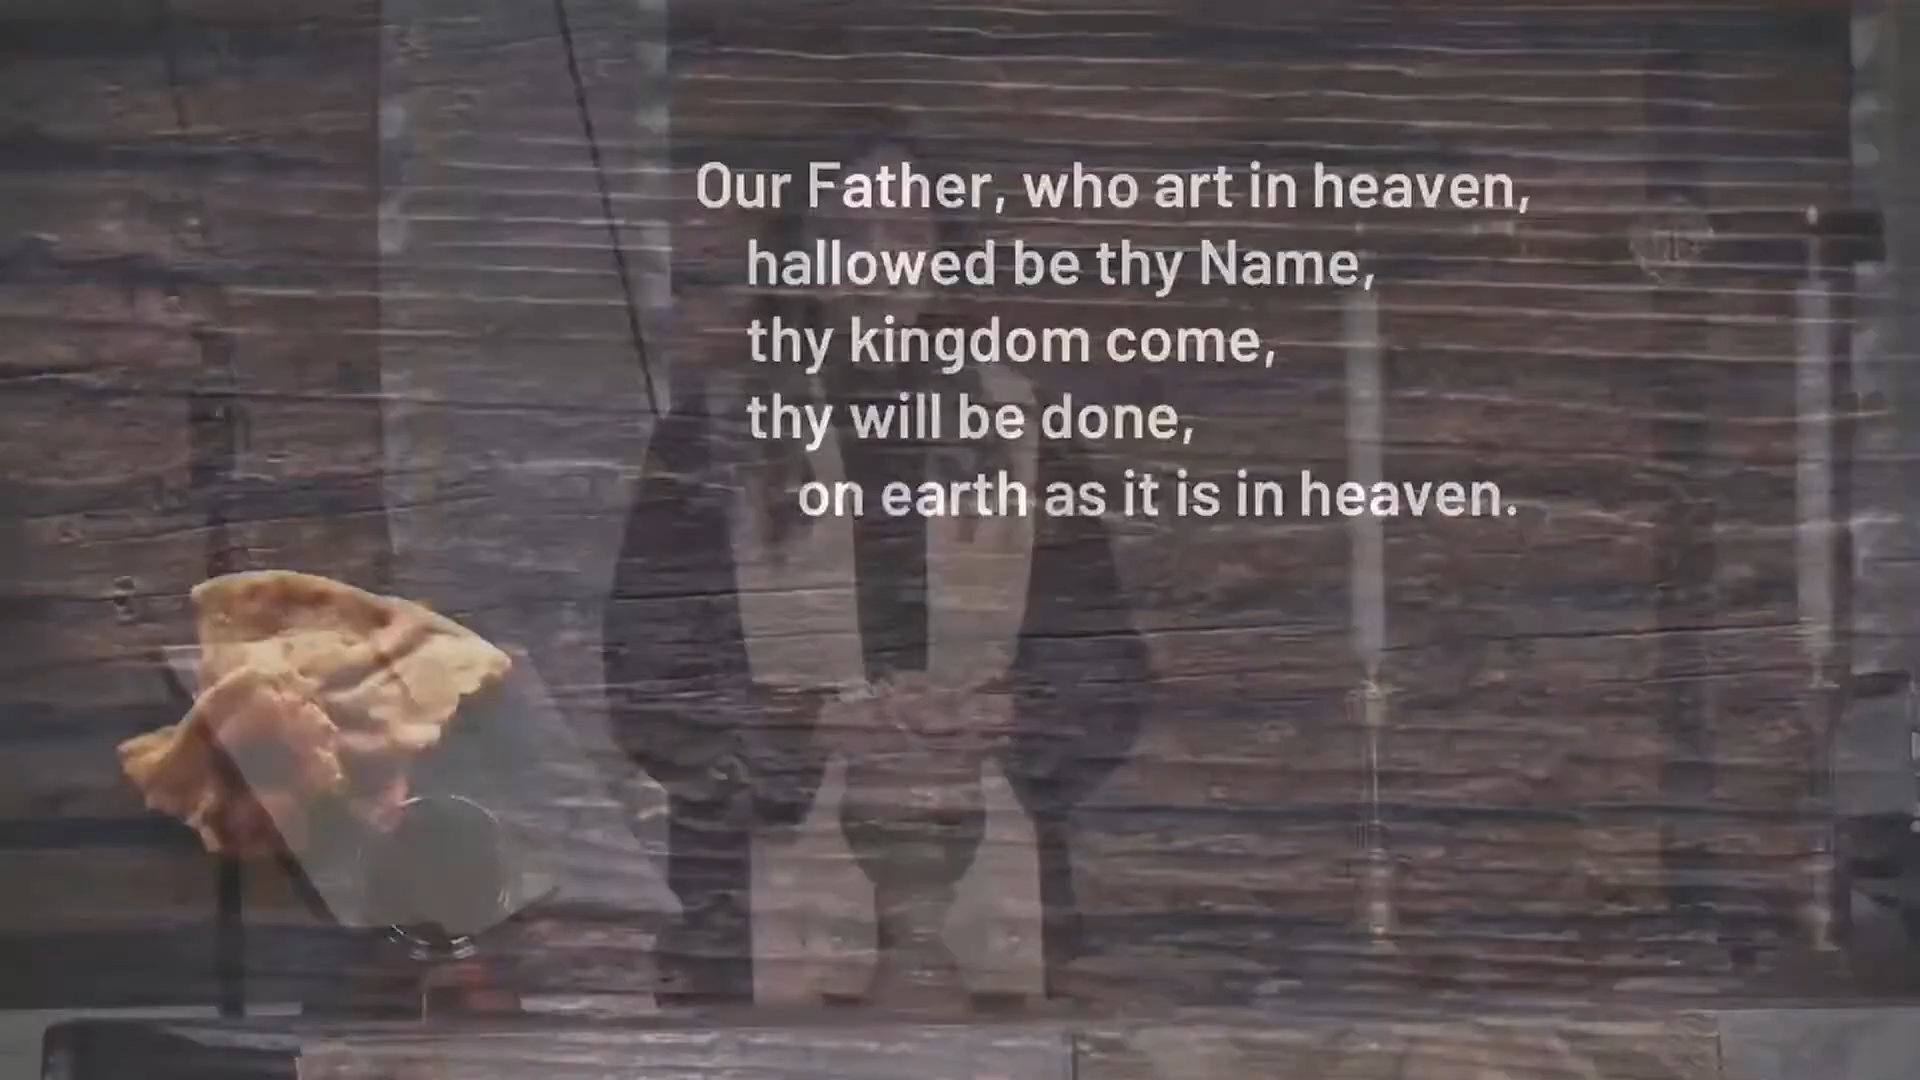 Our Father, who art in heaven,
hallowed be thy Name,
thy kingdom come,
thy will be done,
on earth as it is in heaven.